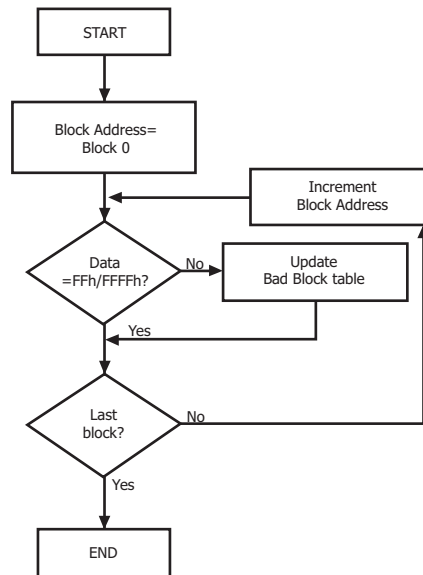 START
Block Address=
Block 0
Increment
Block Address
Data
=FFh/FFFFh?
No
Update
Bad Block table
Yes
Last
block?
No
Yes
END